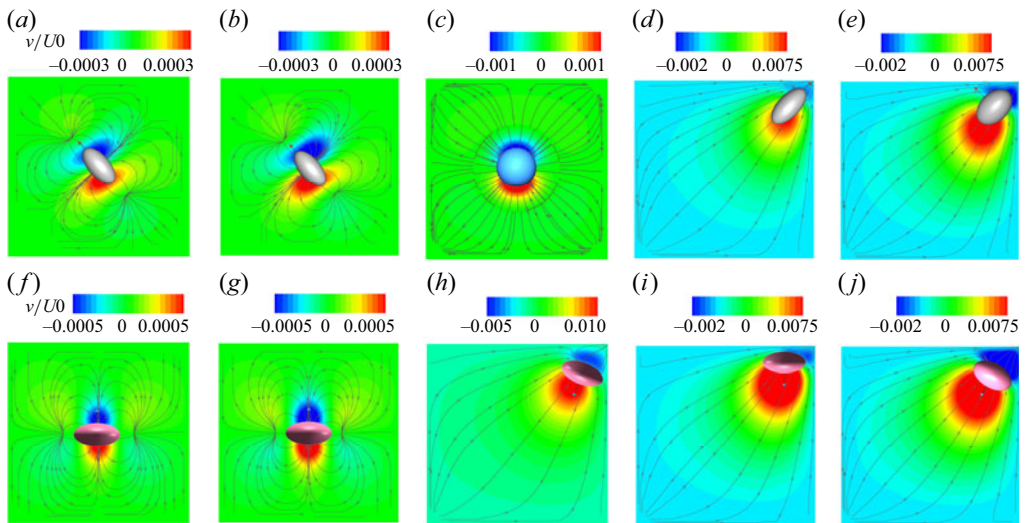 (a) (b) (c) (d) (e)
v/U0
−0.0003 0 0.0003 −0.0003 0 0.0003 −0.001 0 0.001 −0.002 0 0.0075 −0.002 0 0.0075
(f) (g) (h) (i) (j)
v/U0
−0.0005 0 0.0005 −0.0005 0 0.0005 −0.005 0 0.010 −0.002 0 0.0075 −0.002 0 0.0075